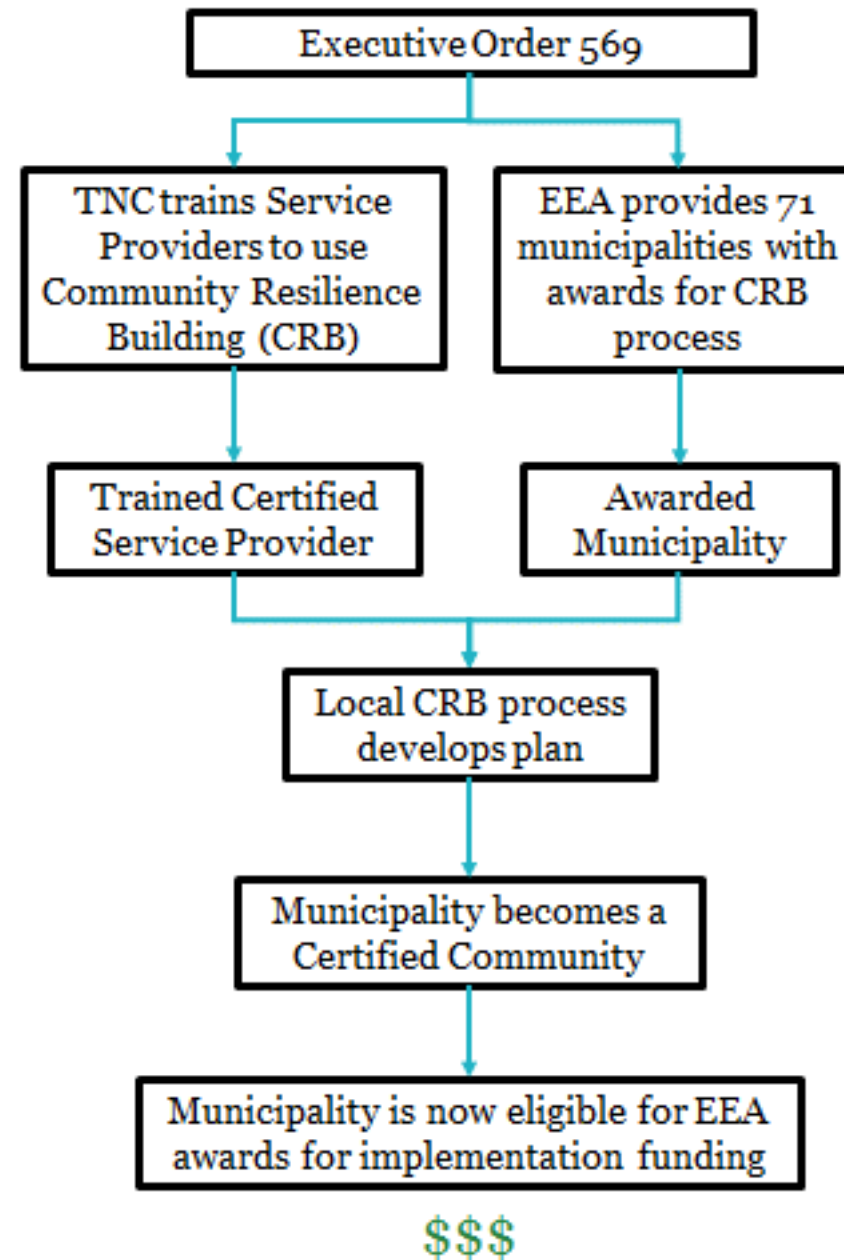 Executive Order 569
TNC trains Service
Providers to use
Community Resilience
Building (CRB)
EEA provides 71
municipalities with
awards for CRB
process
Trained Certified
Service Provider
Awarded
Municipality
Local CRB process
develops plan
Municipality becomes a
Certified Community
Municipality is now eligible for EEA
awards for implementation funding
$$$